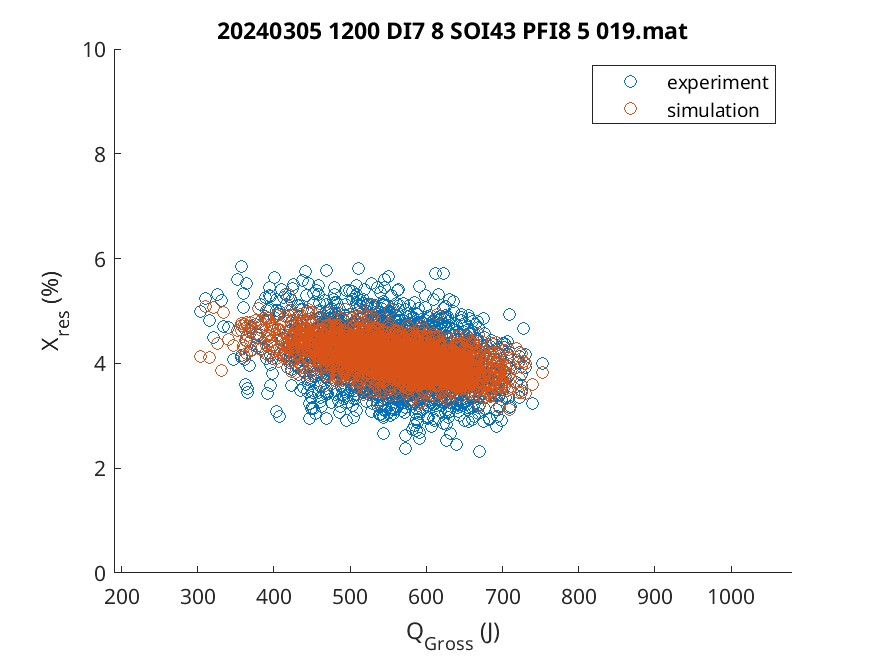 20240305 1200 DI7 8 SOI43 PFI8 5 019.mat
experiment
simulation
10
8
6
4
2
0
X_res (%)
200 300 400 500 600 700 800 900 1000
Q_Gross (J)